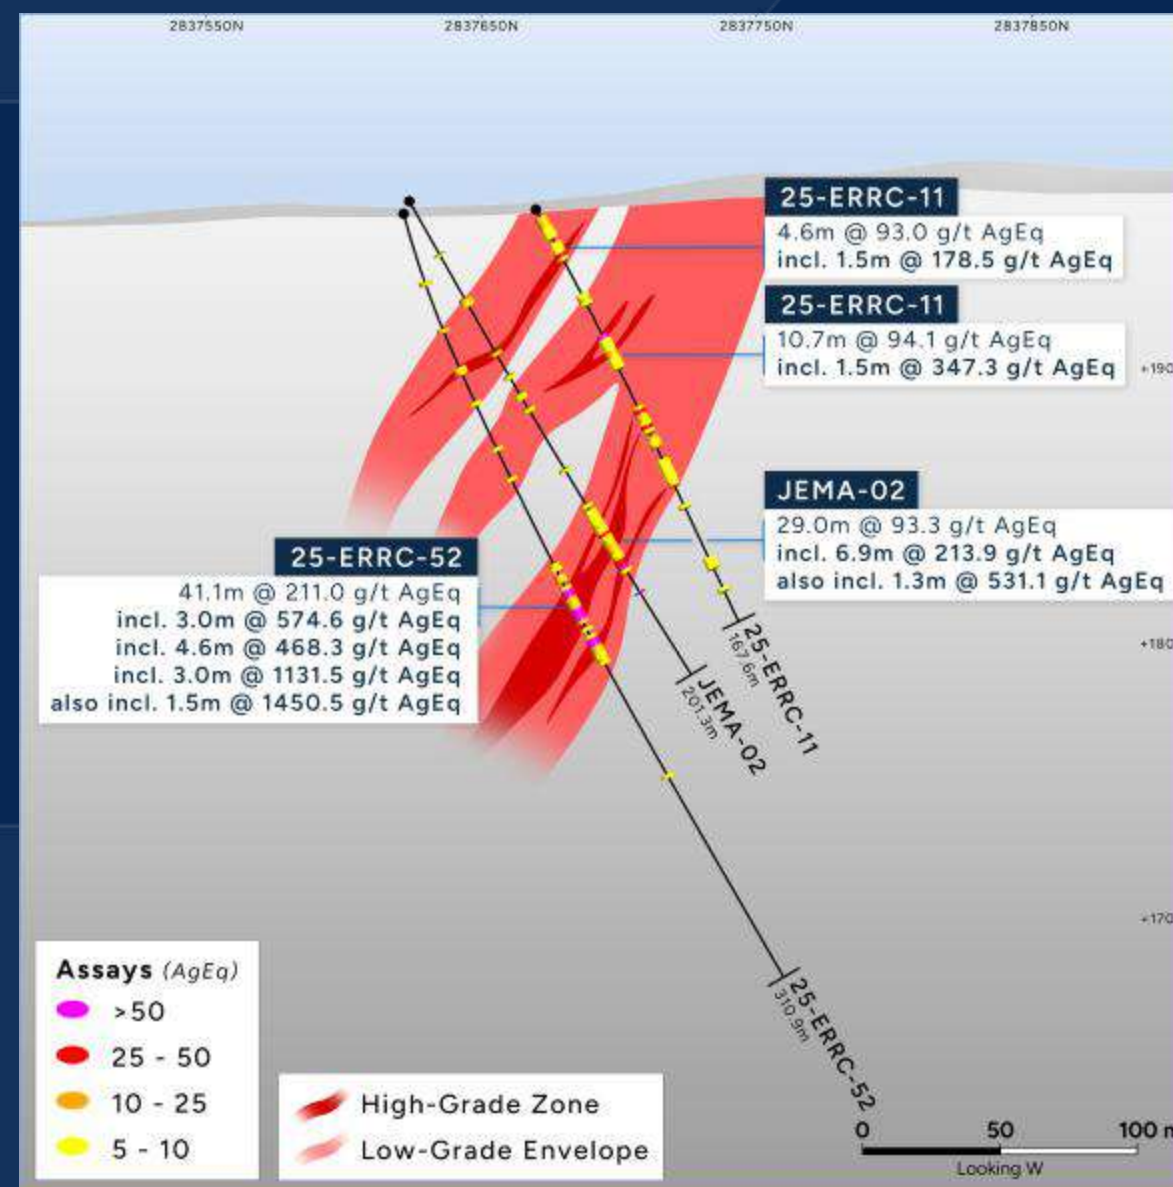 2837550N
2837650N
2837750N
2837850N
25-ERRC-11
4.6m @ 93.0 g/t AgEq
incl. 1.5m @ 178.5 g/t AgEq
25-ERRC-11
10.7m @ 94.1 g/t AgEq
incl. 1.5m @ 347.3 g/t AgEq
+190
JEMA-02
29.0m @ 93.3 g/t AgEq
incl. 6.9m @ 213.9 g/t AgEq
also incl. 1.3m @ 531.1 g/t AgEq
25-ERRC-52
41.1m @ 211.0 g/t AgEq
incl. 3.0m @ 574.6 g/t AgEq
incl. 4.6m @ 468.3 g/t AgEq
incl. 3.0m @ 1131.5 g/t AgEq
also incl. 1.5m @ 1450.5 g/t AgEq
+180
25-ERRC-11
167.6m
JEMA-02
201.3m
+170
25-ERRC-52
310.9m
Assays (AgEq)
>50
25 - 50
10 - 25
5 - 10
High-Grade Zone
Low-Grade Envelope
0 50 100 m
Looking W